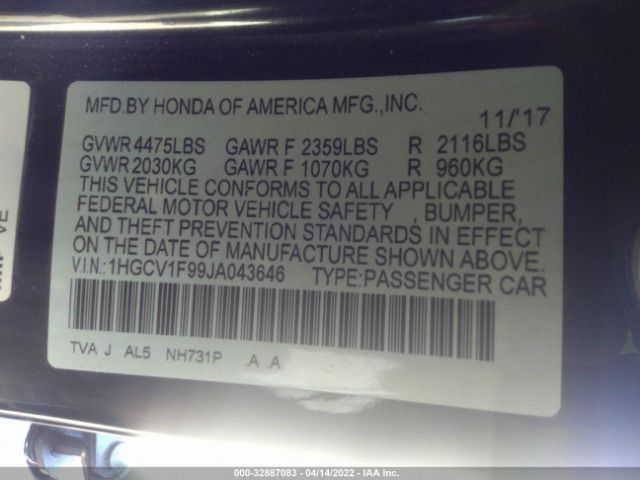 MFD.BY HONDA OF AMERICA MFG.,INC. 11/'17
GVWR 4475LBS GAWR F 2359LBS R 2116LBS
GVWR 2030KG GAWR F 1070KG R 960KG
THIS VEHICLE CONFORMS TO ALL APPLICABLE
FEDERAL MOTOR VEHICLE SAFETY , BUMPER,
AND THEFT PREVENTION STANDARDS IN EFFECT
ON THE DATE OF MANUFACTURE SHOWN ABOVE.
V.I.N.:1HGCV1F99JA043646 TYPE:PASSENGER CAR
TVA J AL5 NH731P .A .A
VE
000-32887083 - 04/14/2022 - IAA Inc.